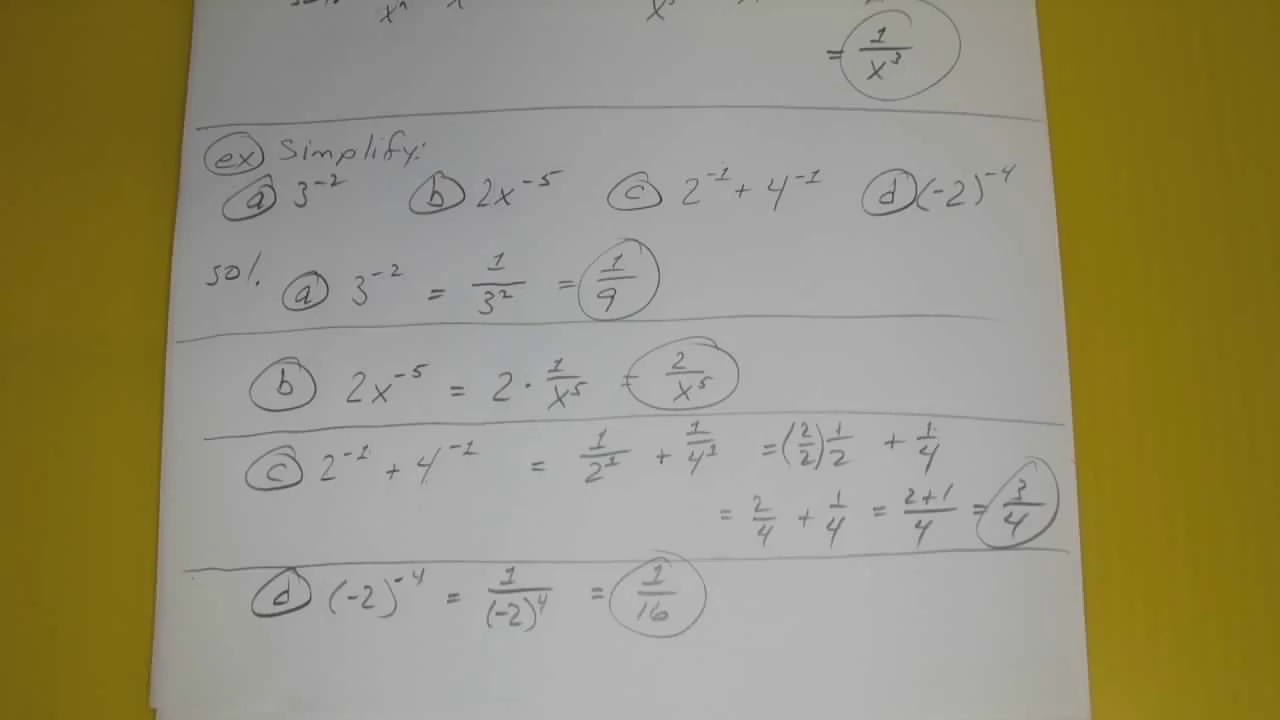 = 1/x³
ex Simplify:
a 3⁻² b 2x⁻⁵ c 2⁻¹ + 4⁻¹ d (-2)⁻⁴
sol. a 3⁻² = 1/3² = 1/9
b 2x⁻⁵ = 2 · 1/x⁵ = 2/x⁵
c 2⁻¹ + 4⁻¹ = 1/2¹ + 1/4¹ = (2/2) 1/2 + 1/4
= 2/4 + 1/4 = (2+1)/4 = 3/4
d (-2)⁻⁴ = 1/(-2)⁴ = 1/16